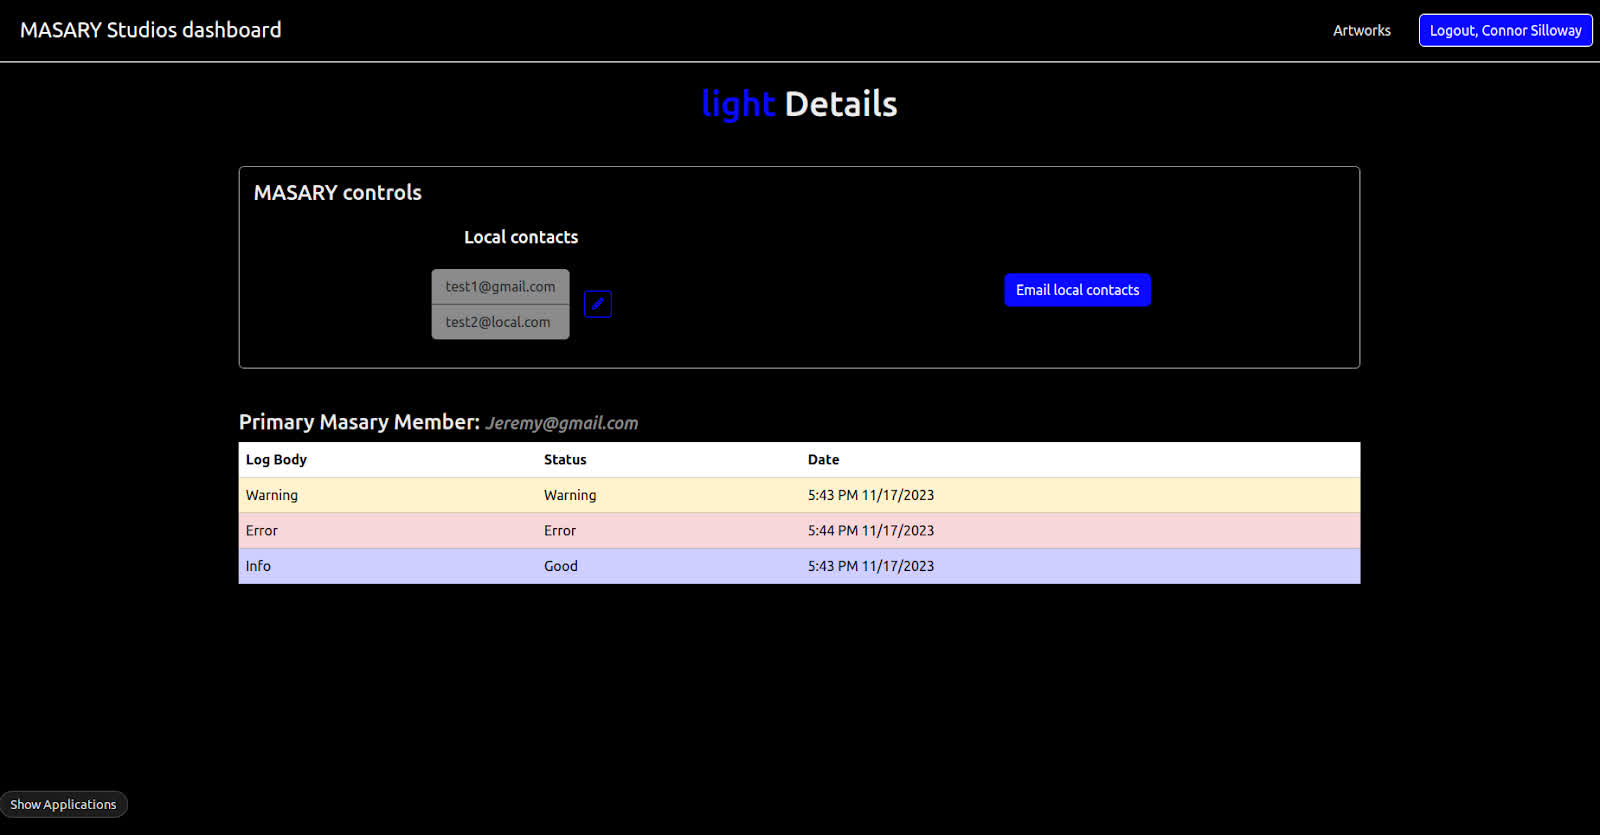 MASARY Studios dashboard Artworks Logout, Connor Silloway
light Details
MASARY controls
Local contacts
test1@gmail.com
Email local contacts
test2@local.com
Primary Masary Member: Jeremy@gmail.com
Log Body Status Date
Warning Warning 5:43 PM 11/17/2023
Error Error 5:44 PM 11/17/2023
Info Good 5:43 PM 11/17/2023
Show Applications